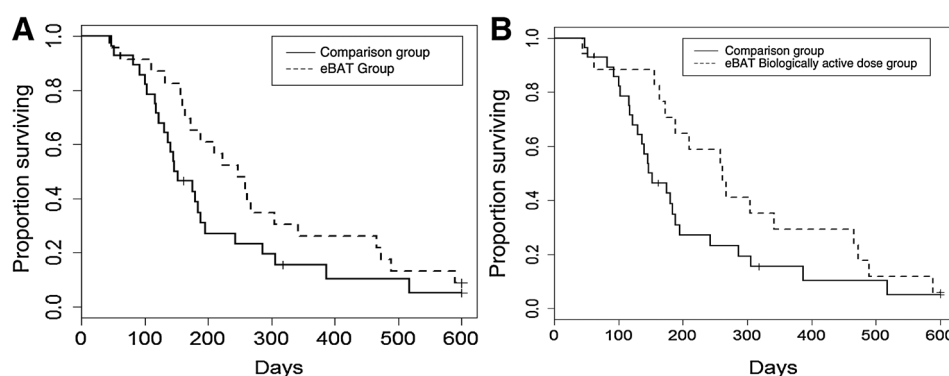 A
Proportion surviving
1.0
0.8
0.6
0.4
0.2
0.0
Comparison group
eBAT Group
0 100 200 300 400 500 600
Days
B
Proportion surviving
1.0
0.8
0.6
0.4
0.2
0.0
Comparison group
eBAT Biologically active dose group
0 100 200 300 400 500 600
Days